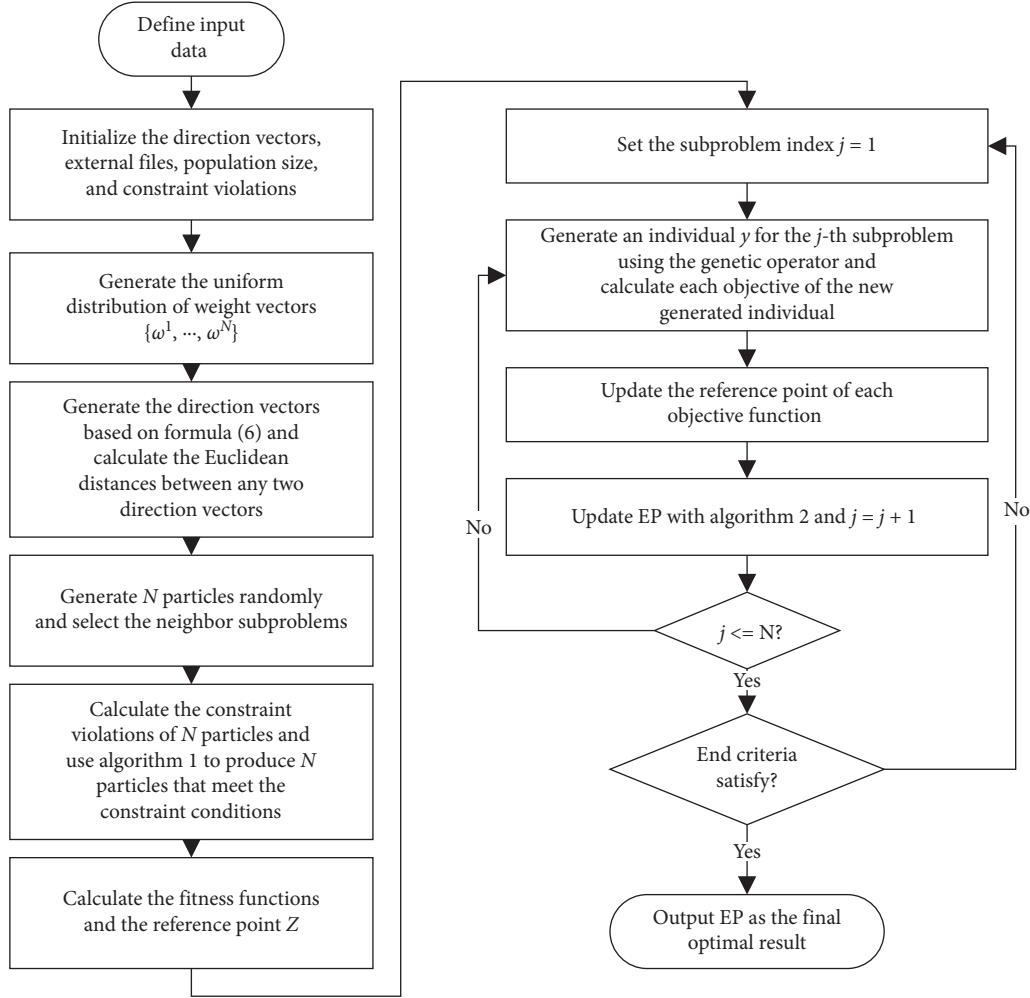 Define input
data
Initialize the direction vectors,
external files, population size,
and constraint violations
Generate the uniform
distribution of weight vectors
{ω¹, ···, ωᴺ}
Generate the direction vectors
based on formula (6) and
calculate the Euclidean
distances between any two
direction vectors
Generate N particles randomly
and select the neighbor subproblems
Calculate the constraint
violations of N particles and
use algorithm 1 to produce N
particles that meet the
constraint conditions
Calculate the fitness functions
and the reference point Z
Set the subproblem index j = 1
Generate an individual y for the j-th subproblem
using the genetic operator and
calculate each objective of the new
generated individual
Update the reference point of each
objective function
Update EP with algorithm 2 and j = j + 1
No
No
j <= N?
Yes
End criteria
satisfy?
Yes
Output EP as the final
optimal result